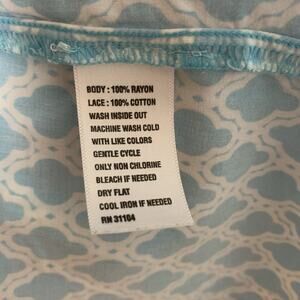 BODY : 100% RAYON
LACE : 100% COTTON
WASH INSIDE OUT
MACHINE WASH COLD
WITH LIKE COLORS
GENTLE CYCLE
ONLY NON CHLORINE
BLEACH IF NEEDED
DRY FLAT
COOL IRON IF NEEDED
RN 31104